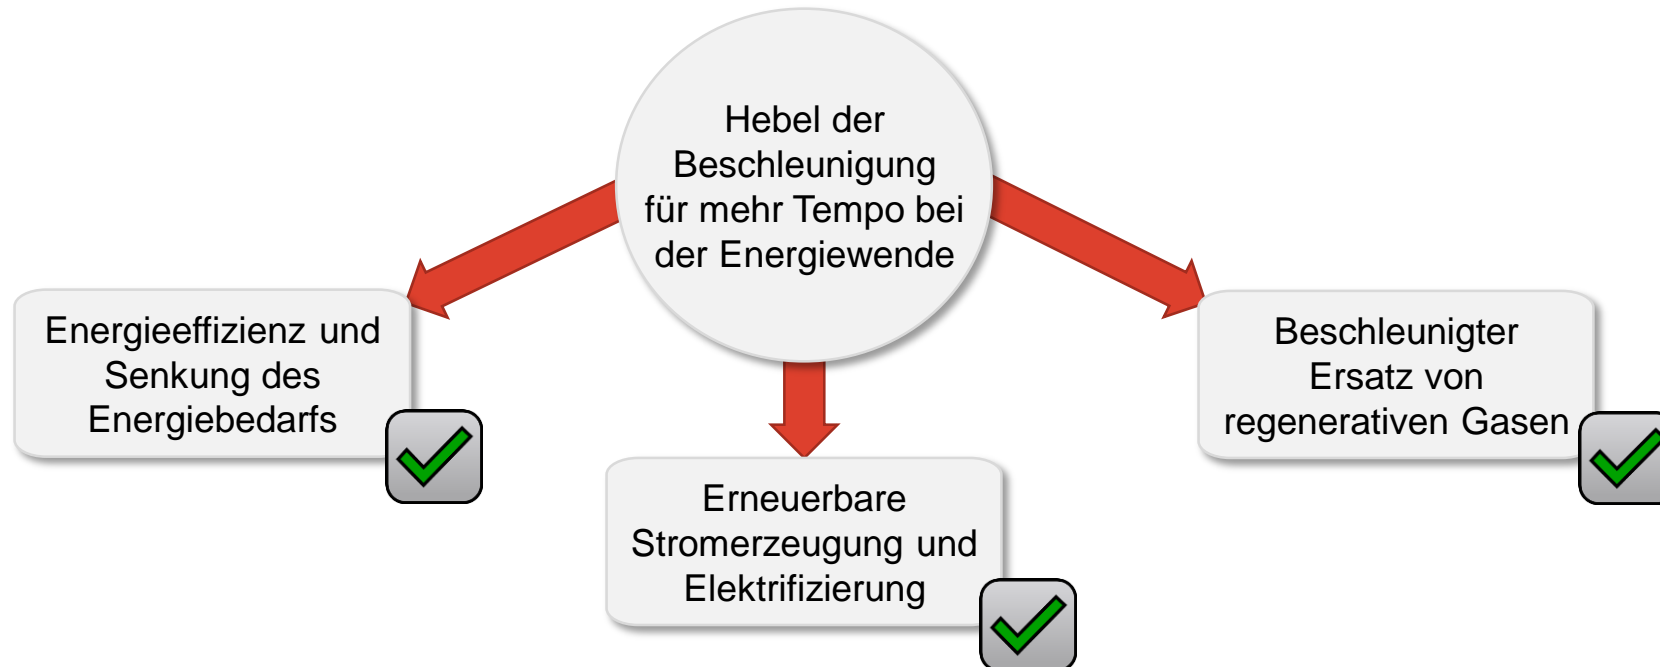 Hebel der
Beschleunigung
für mehr Tempo bei
der Energiewende
Energieeffizienz und
Senkung des
Energiebedarfs
Erneuerbare
Stromerzeugung und
Elektrifizierung
Beschleunigter
Ersatz von
regenerativen Gasen